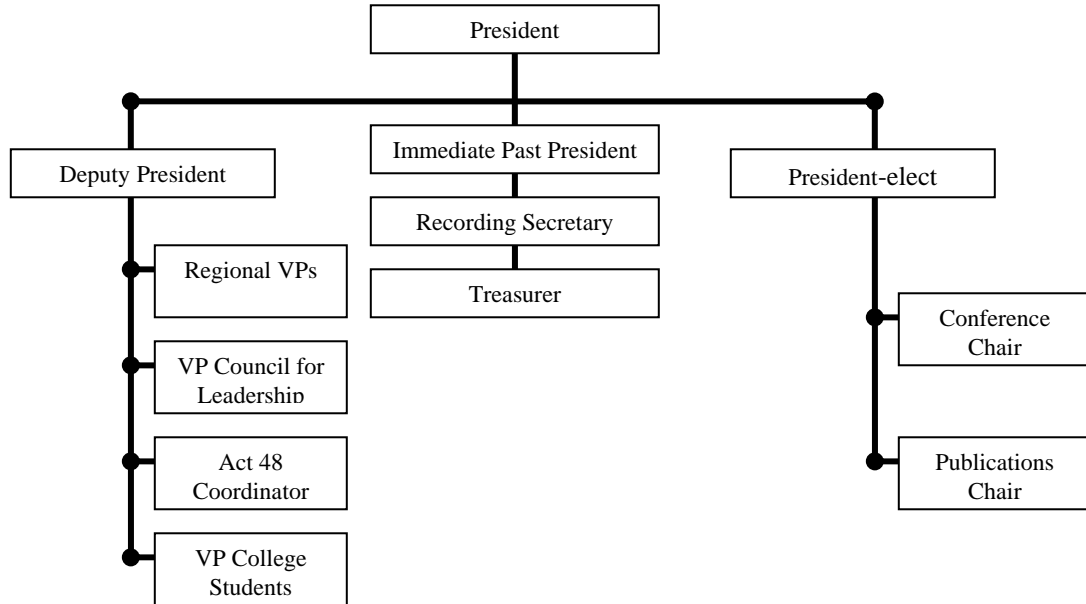 President
Immediate Past President
Deputy President
President-elect
Recording Secretary
Regional VPs
Treasurer
Conference
Chair
VP Council for
Leadership
Act 48
Coordinator
Publications
Chair
VP College
Students